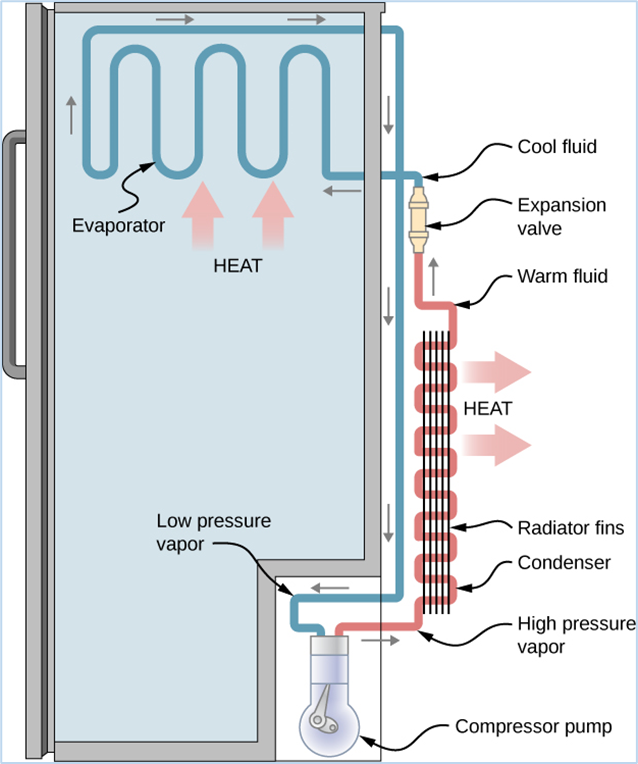 Cool fluid
Expansion
valve
Evaporator
HEAT
Warm fluid
HEAT
Low pressure
vapor
Radiator fins
Condenser
High pressure
vapor
Compressor pump